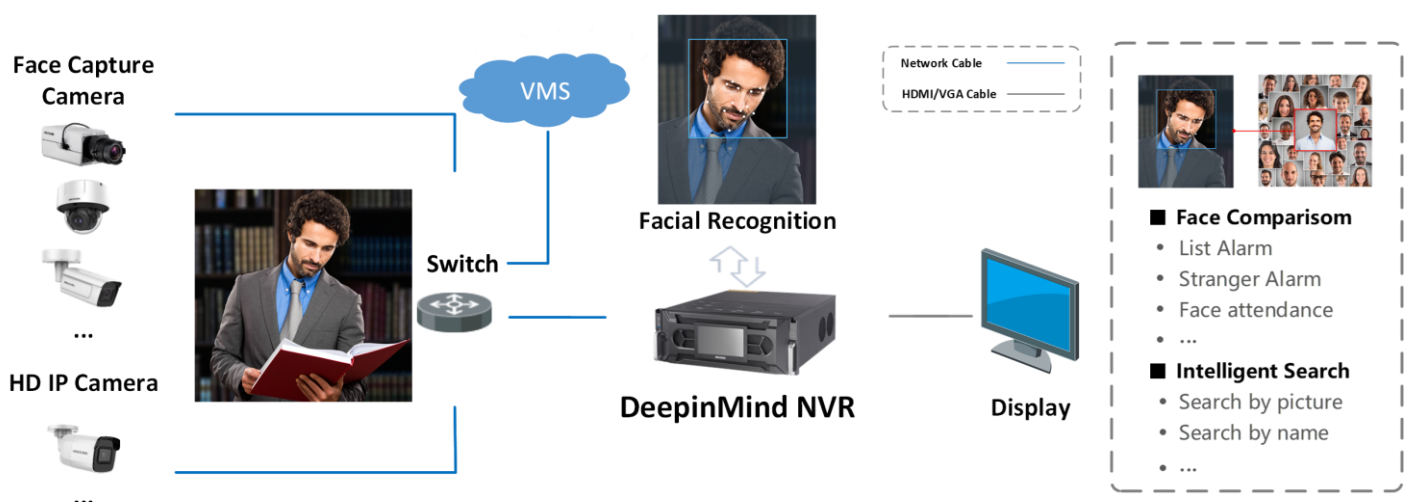 Face Capture
Camera
...
HD IP Camera
...
VMS
Switch
Facial Recognition
DeepinMind NVR
Network Cable
HDMI/VGA Cable
Display
■ Face Comparisom
• List Alarm
• Stranger Alarm
• Face attendance
• ...
■ Intelligent Search
• Search by picture
• Search by name
• ...